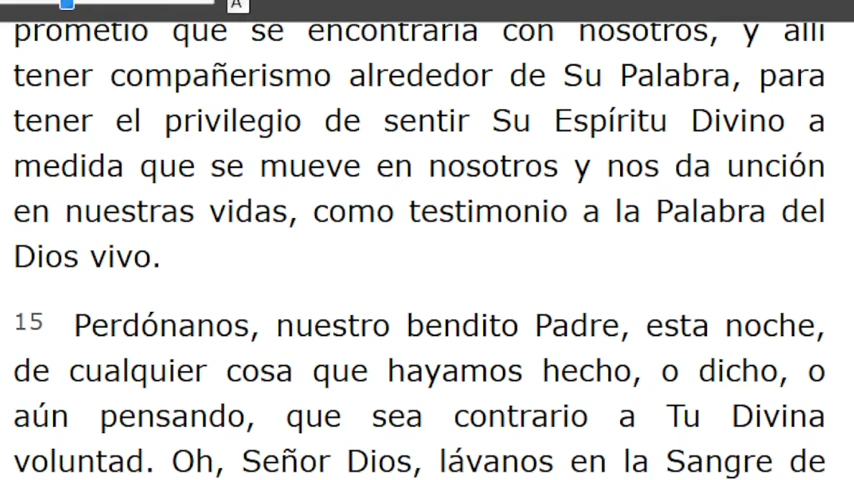 A
prometió que se encontraría con nosotros, y allí
tener compañerismo alrededor de Su Palabra, para
tener el privilegio de sentir Su Espíritu Divino a
medida que se mueve en nosotros y nos da unción
en nuestras vidas, como testimonio a la Palabra del
Dios vivo.
15 Perdónanos, nuestro bendito Padre, esta noche,
de cualquier cosa que hayamos hecho, o dicho, o
aún pensando, que sea contrario a Tu Divina
voluntad. Oh, Señor Dios, lávanos en la Sangre de